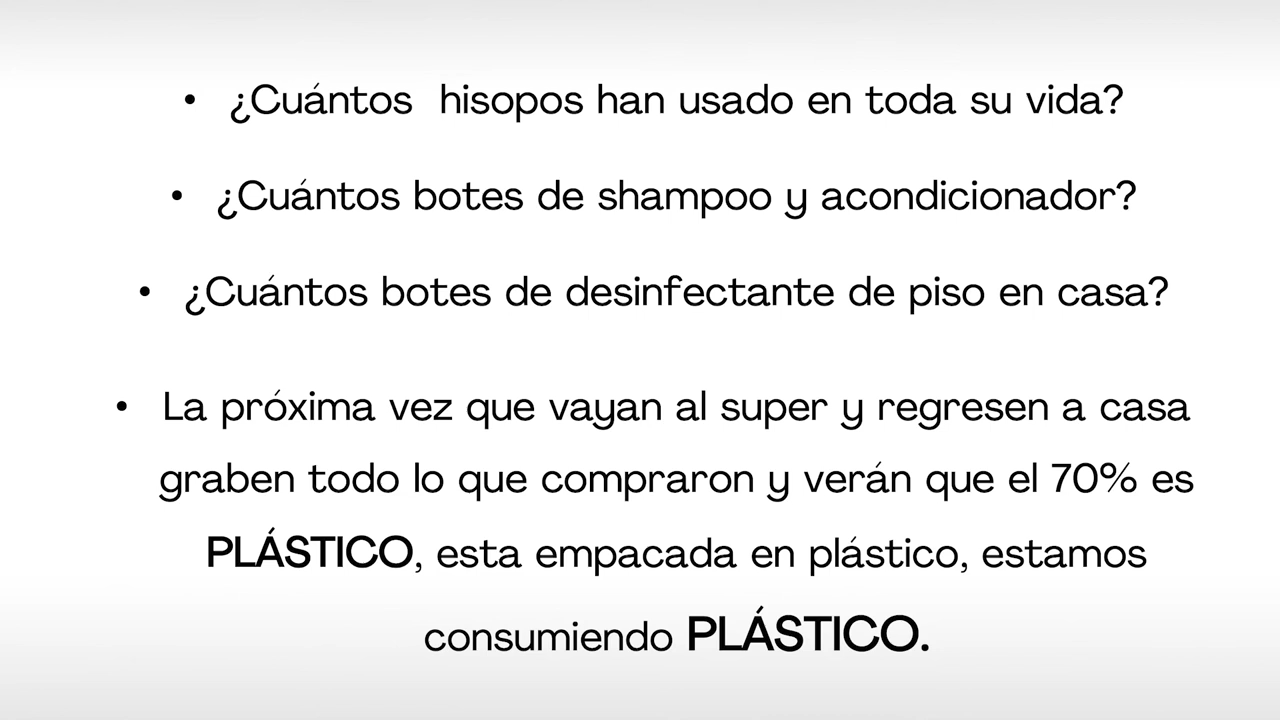 • ¿Cuántos  hisopos han usado en toda su vida?
• ¿Cuántos botes de shampoo y acondicionador?
• ¿Cuántos botes de desinfectante de piso en casa?
• La próxima vez que vayan al super y regresen a casa
graben todo lo que compraron y verán que el 70% es
PLÁSTICO, esta empacada en plástico, estamos
consumiendo PLÁSTICO.